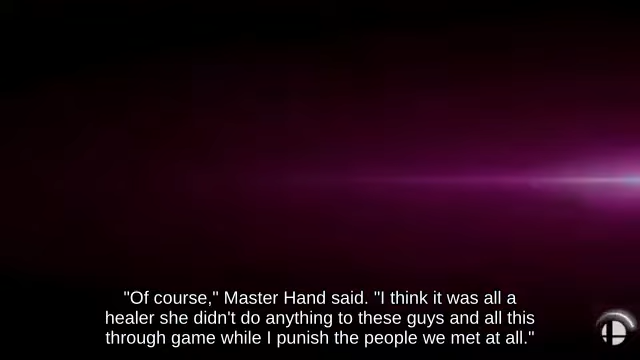 "Of course," Master Hand said. "I think it was all a
healer she didn't do anything to these guys and all this
through game while I punish the people we met at all."